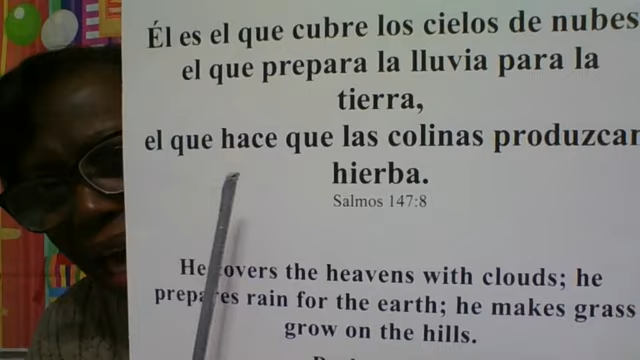 Él es el que cubre los cielos de nubes
el que prepara la lluvia para la
tierra,
el que hace que las colinas produzcan
hierba.
Salmos 147:8
He covers the heavens with clouds; he
prepares rain for the earth; he makes grass
grow on the hills.